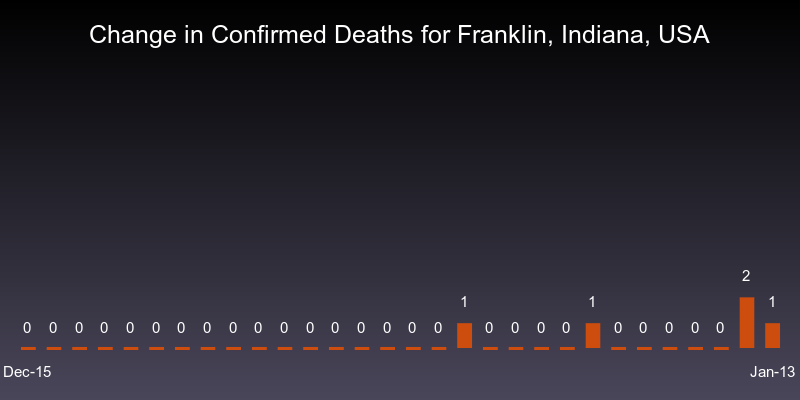 Change in Confirmed Deaths for Franklin, Indiana, USA
2
1 1 1
0 0 0 0 0 0 0 0 0 0 0 0 0 0 0 0 0 0 0 0 0 0 0 0 0 0
Dec-15 Jan-13